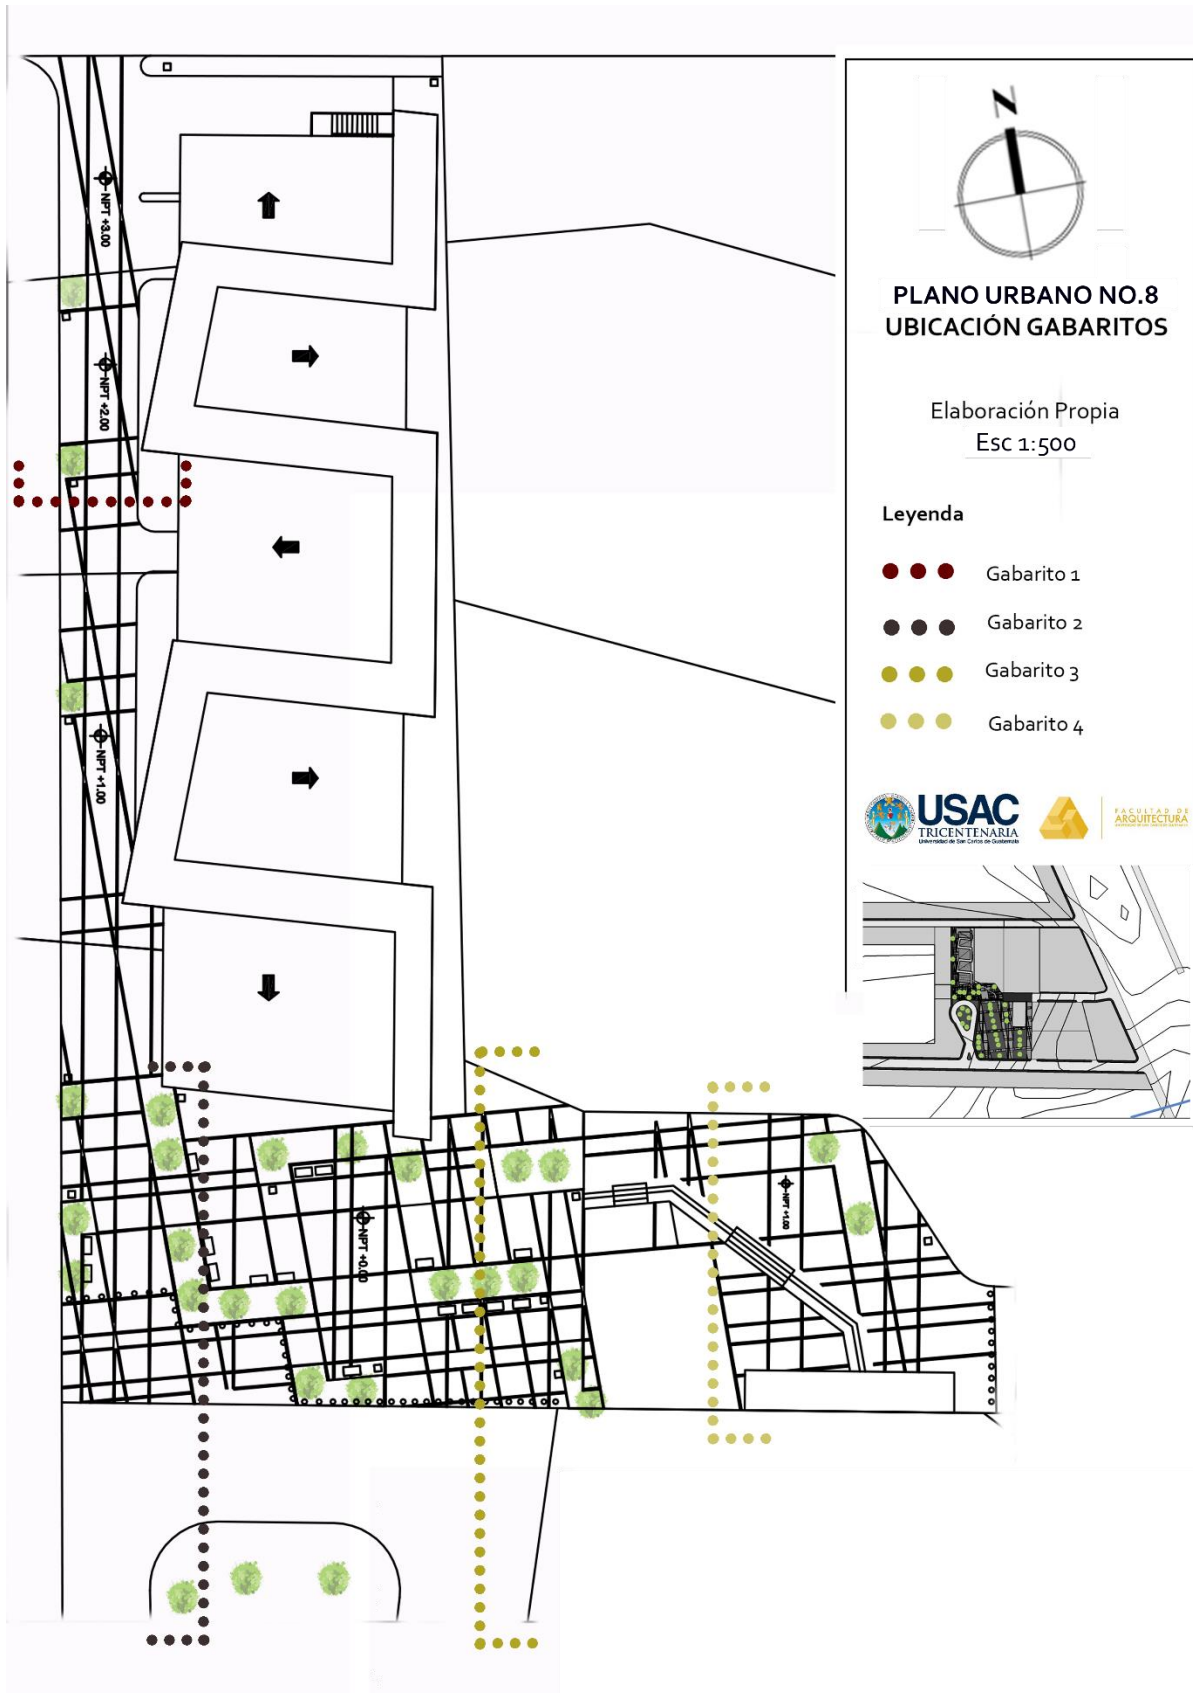 N
PLANO URBANO NO.8
UBICACIÓN GABARITOS
Elaboración Propia
Esc 1:500
Leyenda
Gabarito 1
Gabarito 2
Gabarito 3
Gabarito 4
USAC
TRICENTENARIA
Universidad de San Carlos de Guatemala
FACULTAD DE
ARQUITECTURA
NPT +3.00
NPT +2.00
NPT +1.00
NPT +0.00
NPT +1.00